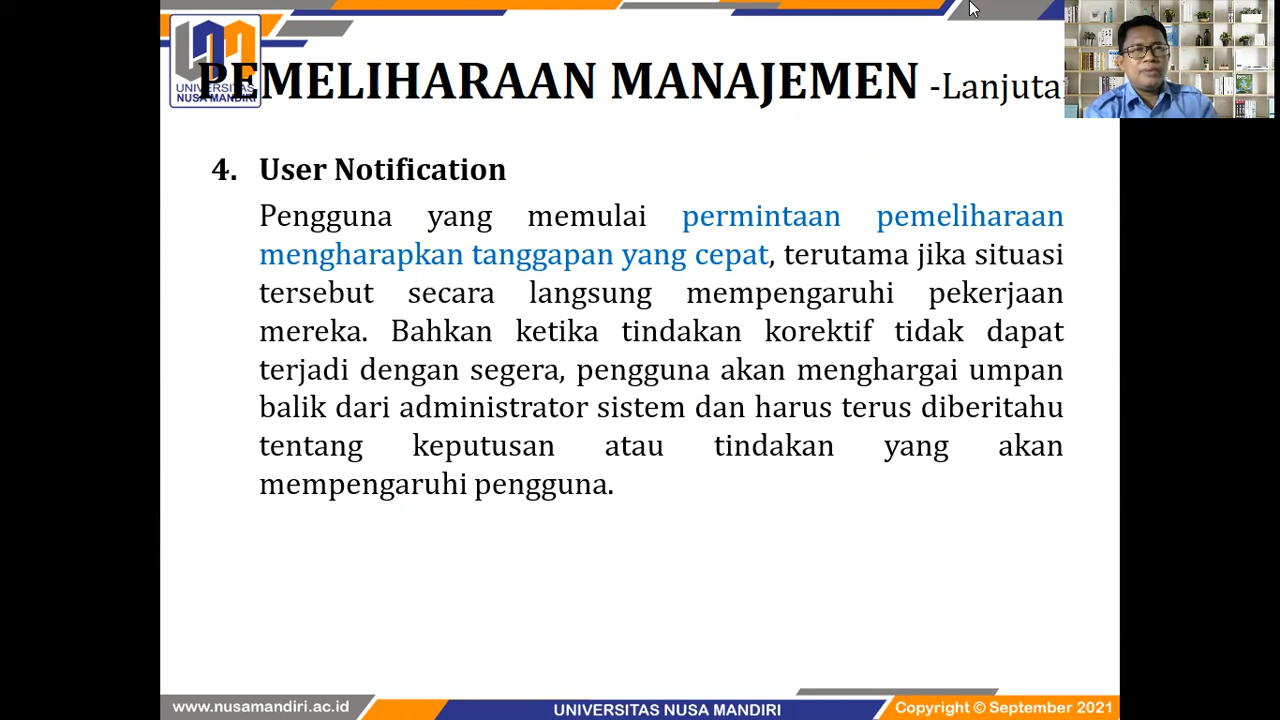 UNIVERSITAS
NUSA MANDIRI
PEMELIHARAAN MANAJEMEN -Lanjuta
4. User Notification
Pengguna yang memulai permintaan pemeliharaan
mengharapkan tanggapan yang cepat, terutama jika situasi
tersebut secara langsung mempengaruhi pekerjaan
mereka. Bahkan ketika tindakan korektif tidak dapat
terjadi dengan segera, pengguna akan menghargai umpan
balik dari administrator sistem dan harus terus diberitahu
tentang keputusan atau tindakan yang akan
mempengaruhi pengguna.
www.nusamandiri.ac.id
UNIVERSITAS NUSA MANDIRI
Copyright © September 2021